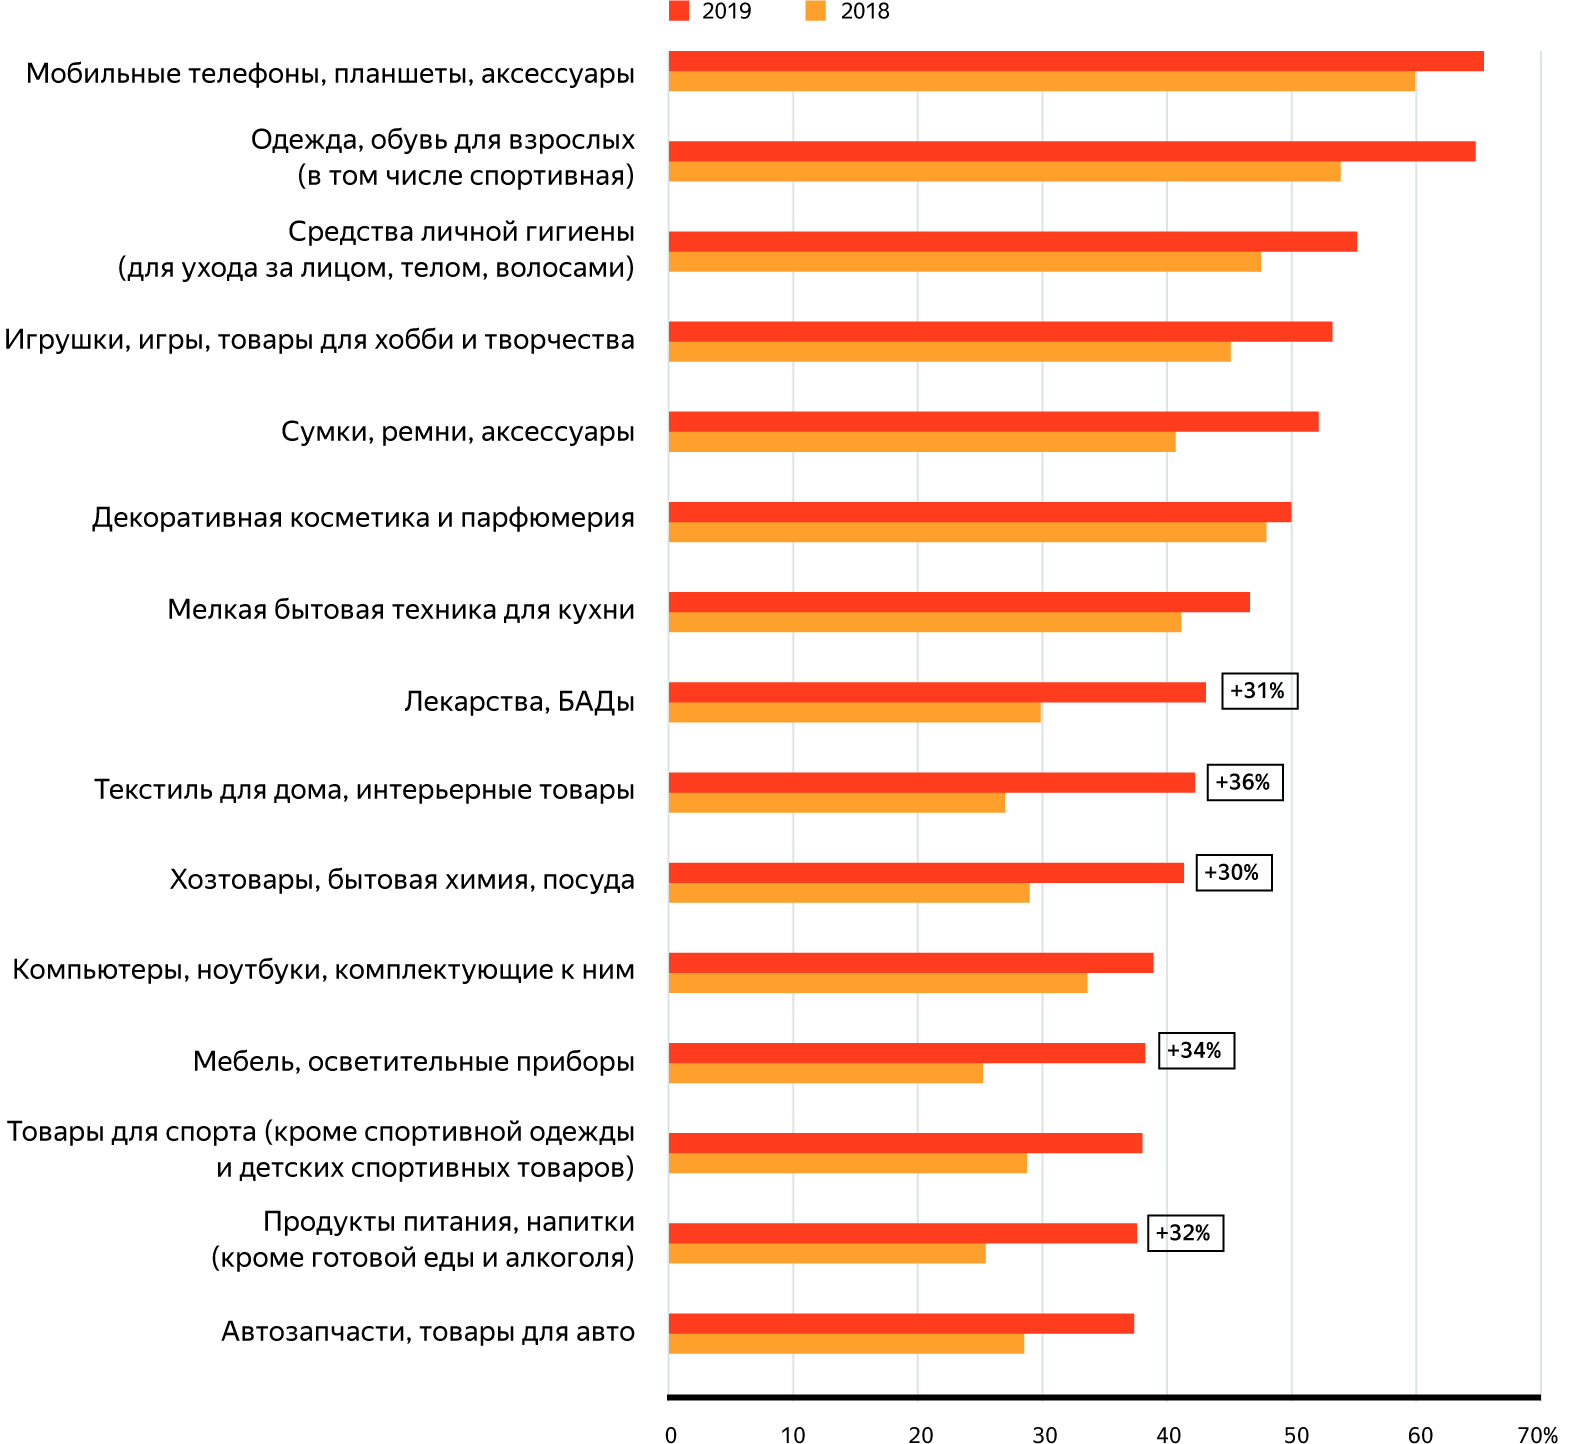 2019 2018
Мобильные телефоны, планшеты, аксессуары
Одежда, обувь для взрослых
(в том числе спортивная)
Средства личной гигиены
(для ухода за лицом, телом, волосами)
Игрушки, игры, товары для хобби и творчества
Сумки, ремни, аксессуары
Декоративная косметика и парфюмерия
Мелкая бытовая техника для кухни
Лекарства, БАДы +31%
Текстиль для дома, интерьерные товары +36%
Хозтовары, бытовая химия, посуда +30%
Компьютеры, ноутбуки, комплектующие к ним
Мебель, осветительные приборы +34%
Товары для спорта (кроме спортивной одежды
и детских спортивных товаров)
Продукты питания, напитки
(кроме готовой еды и алкоголя) +32%
Автозапчасти, товары для авто
0 10 20 30 40 50 60 70%